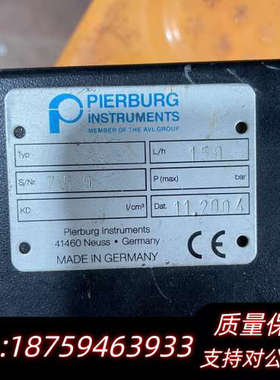 PIERBURG
INSTRUMENTS
MEMBER OF THE AVL GROUP
Typ L/h 150
S/Nr. P (max) bar
KD l/cm³ Dat. 11.2004
Pierburg Instruments
41460 Neuss • Germany
MADE IN GERMANY CE
质量保
:18759463933
支持对公